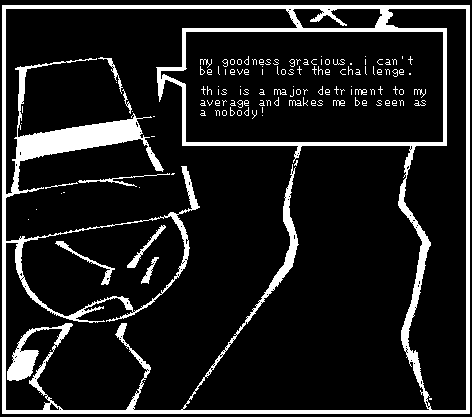 my goodness gracious. i can't
believe i lost the challenge.
this is a major detriment to my
average and makes me be seen as
a nobody!